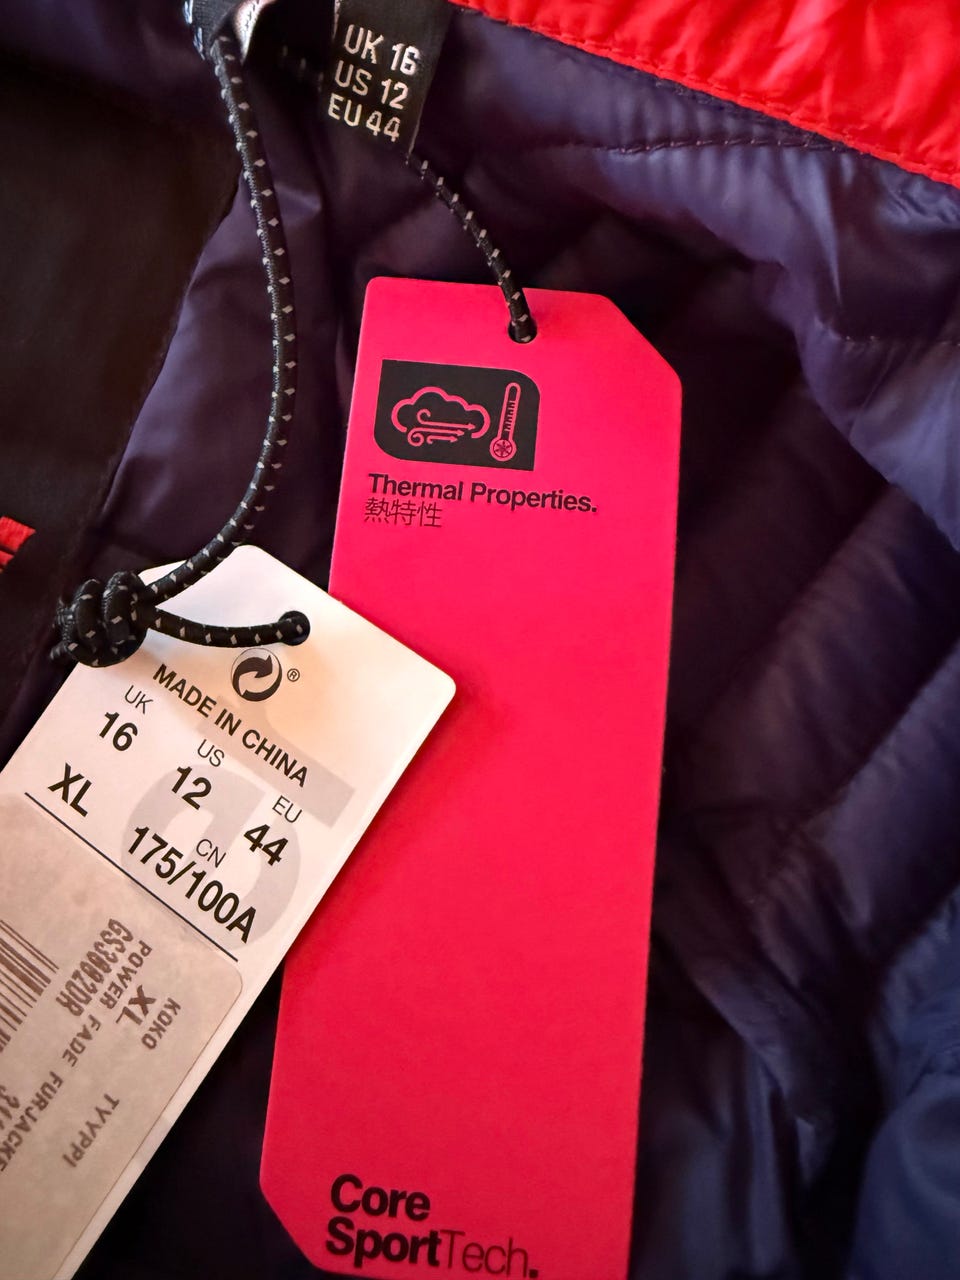 UK 16
US 12
EU 44
Thermal Properties.
熱特性
®
MADE IN CHINA
UK
16
US
12
EU
44
XL
CN
175/100A
KOKO
XL
TYYPPI
POWER FADE FURJACKE
GS3002DR
Core
SportTech.